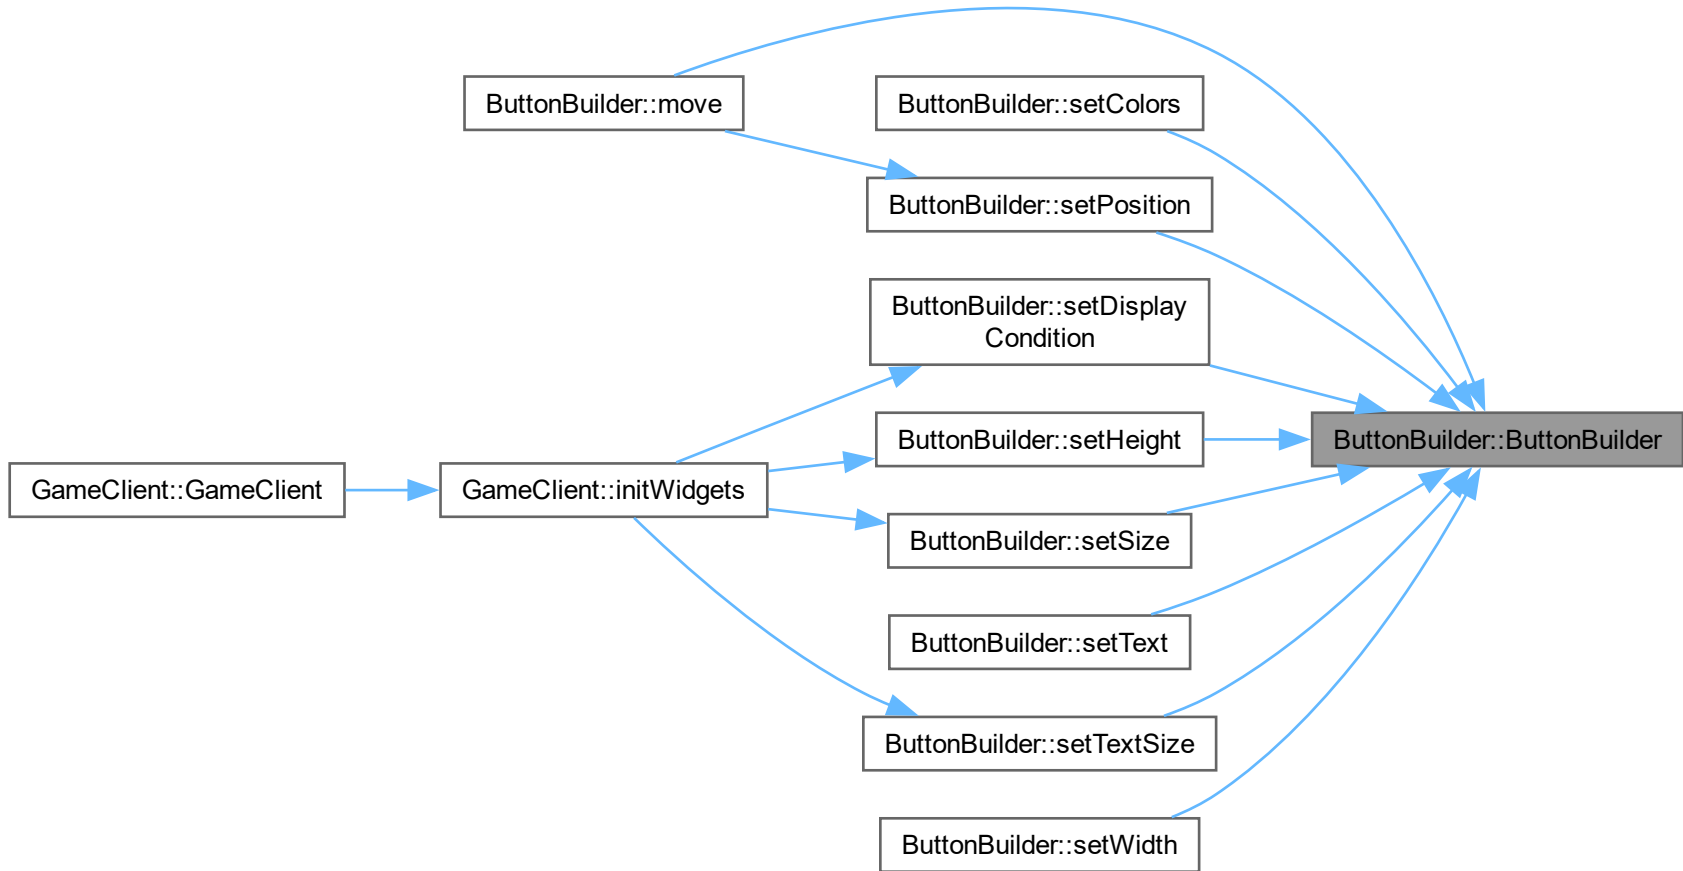 ButtonBuilder::move
ButtonBuilder::setColors
ButtonBuilder::setPosition
ButtonBuilder::setDisplay
Condition
ButtonBuilder::setHeight
ButtonBuilder::ButtonBuilder
GameClient::GameClient
GameClient::initWidgets
ButtonBuilder::setSize
ButtonBuilder::setText
ButtonBuilder::setTextSize
ButtonBuilder::setWidth